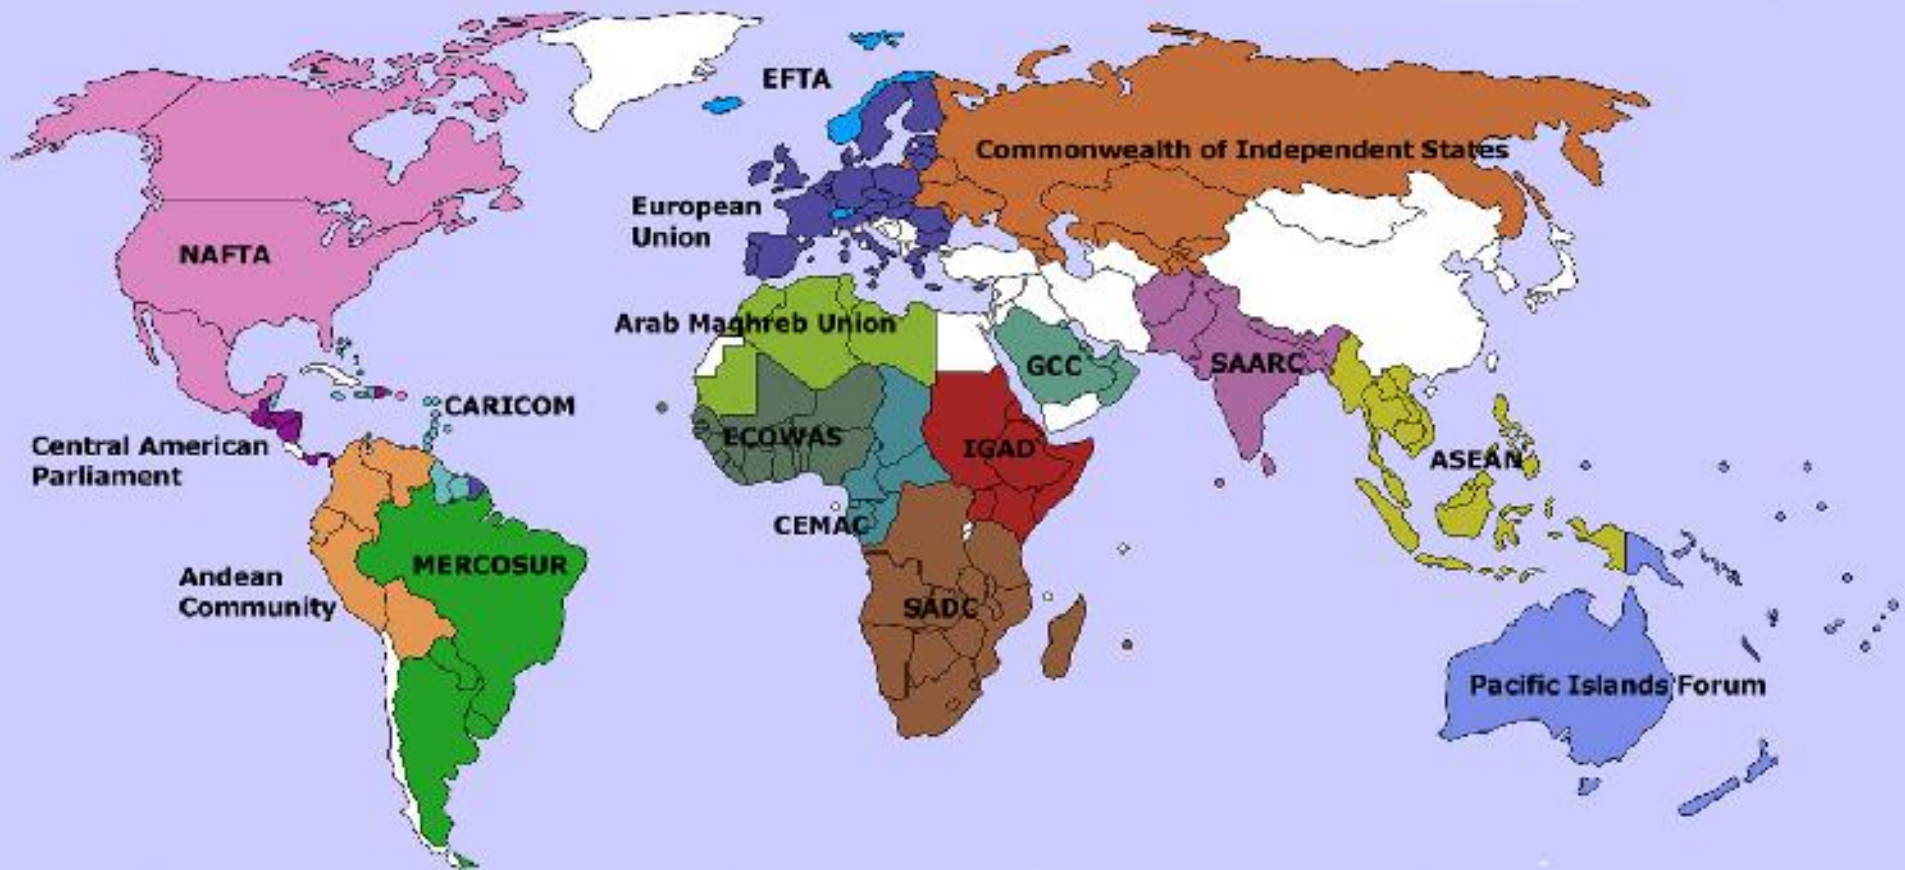 EFTA
Commonwealth of Independent States
European
Union
NAFTA
Arab Maghreb Union
GCC
SAARC
CARICOM
Central American
Parliament
ECOWAS
IGAD
ASEAN
CEMAC
MERCOSUR
Andean
Community
SADC
Pacific Islands Forum